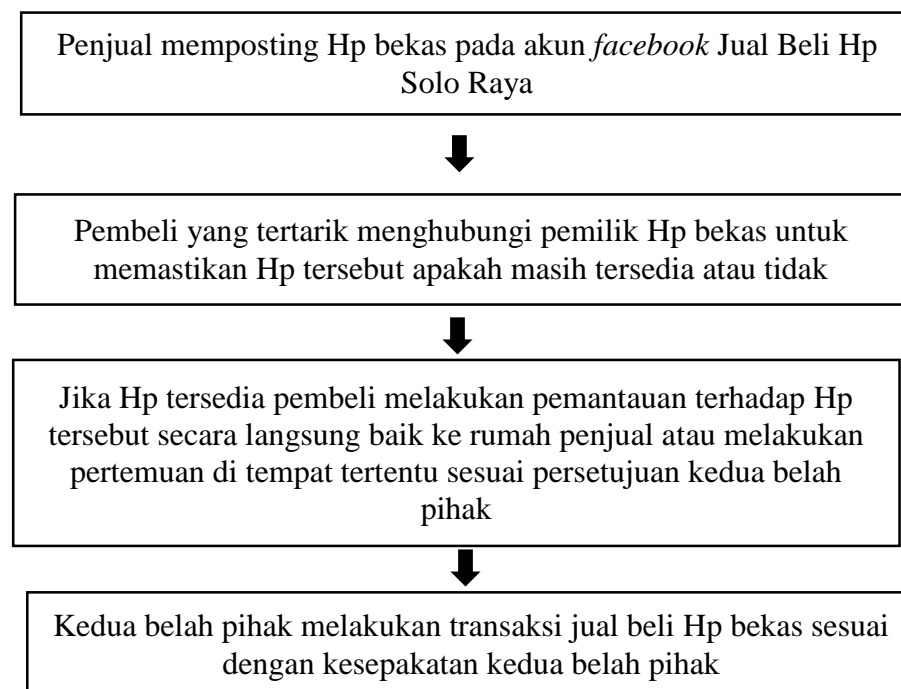 Penjual memposting Hp bekas pada akun facebook Jual Beli Hp
Solo Raya
Pembeli yang tertarik menghubungi pemilik Hp bekas untuk
memastikan Hp tersebut apakah masih tersedia atau tidak
Jika Hp tersedia pembeli melakukan pemantauan terhadap Hp
tersebut secara langsung baik ke rumah penjual atau melakukan
pertemuan di tempat tertentu sesuai persetujuan kedua belah
pihak
Kedua belah pihak melakukan transaksi jual beli Hp bekas sesuai
dengan kesepakatan kedua belah pihak